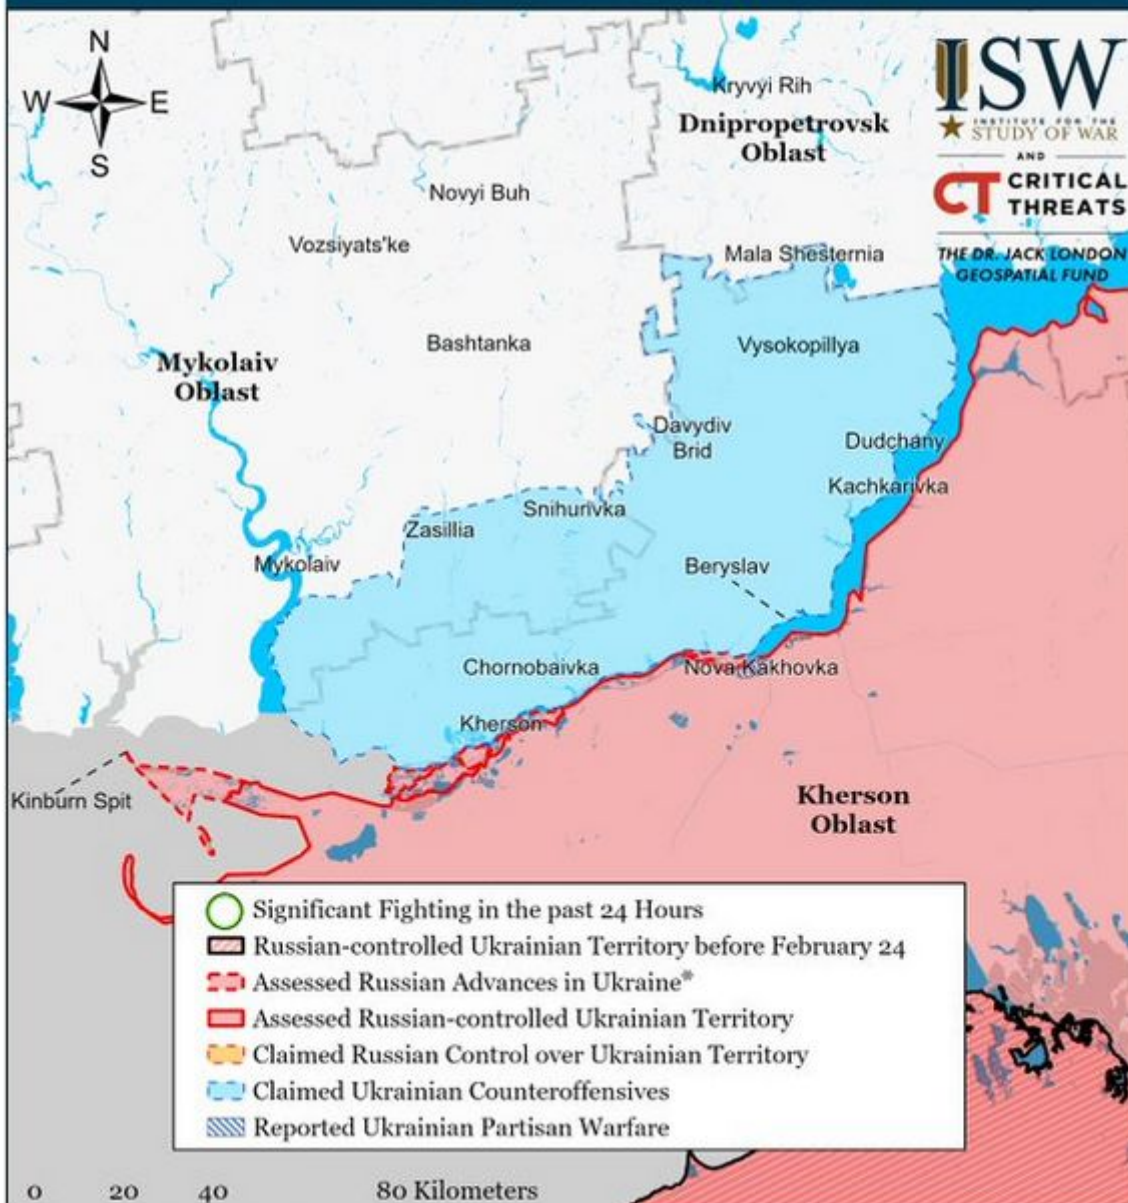 N
W
E
S
ISW
INSTITUTE FOR THE
STUDY OF WAR
AND
CT
CRITICAL
THREATS
THE DR. JACK LONDON
GEOSPATIAL FUND
Kryvyi Rih
Dnipropetrovsk
Oblast
Novyi Buh
Vozsiyats'ke
Mala Shesternia
Bashtanka
Vysokopillya
Mykolaiv
Oblast
Davydiv
Brid
Dudchany
Kachkarivka
Snihurivka
Zasillia
Mykolaiv
Beryslav
Chornobaivka
Nova Kakhovka
Kherson
Kinburn Spit
Kherson
Oblast
Significant Fighting in the past 24 Hours
Russian-controlled Ukrainian Territory before February 24
Assessed Russian Advances in Ukraine*
Assessed Russian-controlled Ukrainian Territory
Claimed Russian Control over Ukrainian Territory
Claimed Ukrainian Counteroffensives
Reported Ukrainian Partisan Warfare
0 20 40 80 Kilometers